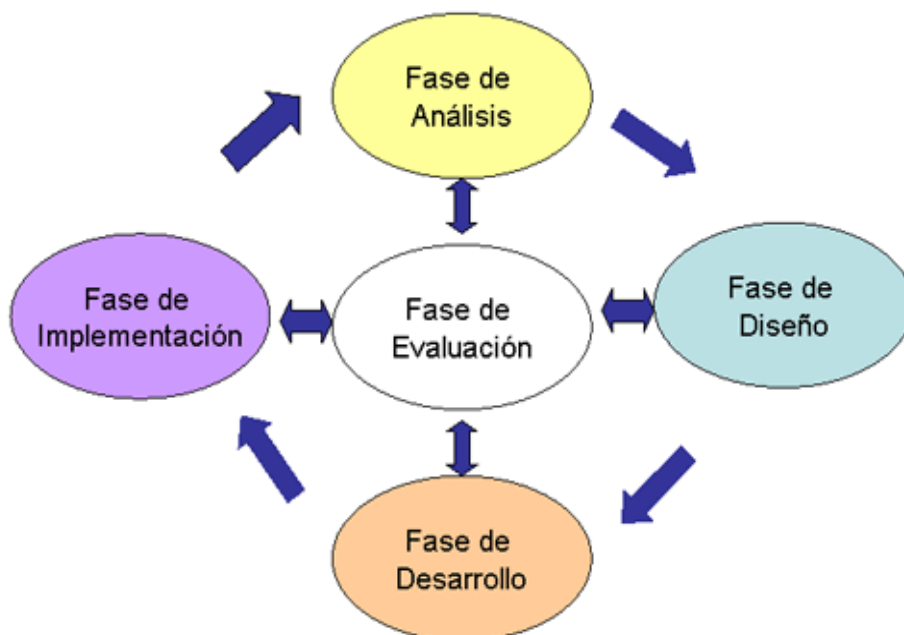 Fase de
Análisis
Fase de
Implementación
Fase de
Evaluación
Fase de
Diseño
Fase de
Desarrollo